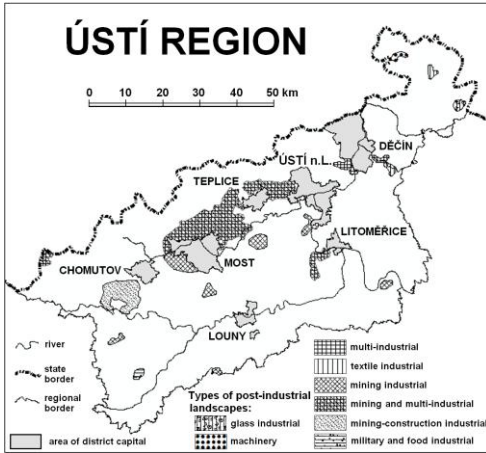 ÚSTÍ REGION
0 10 20 30 40 50 km
DĚČÍN
ÚSTÍ n.L.
TEPLICE
LITOMĚŘICE
MOST
CHOMUTOV
LOUNY
river
state
border
regional
border
area of district capital
Types of post-industrial
landscapes:
glass industrial
machinery
multi-industrial
textile industrial
mining industrial
mining and multi-industrial
mining-construction industrial
military and food industrial